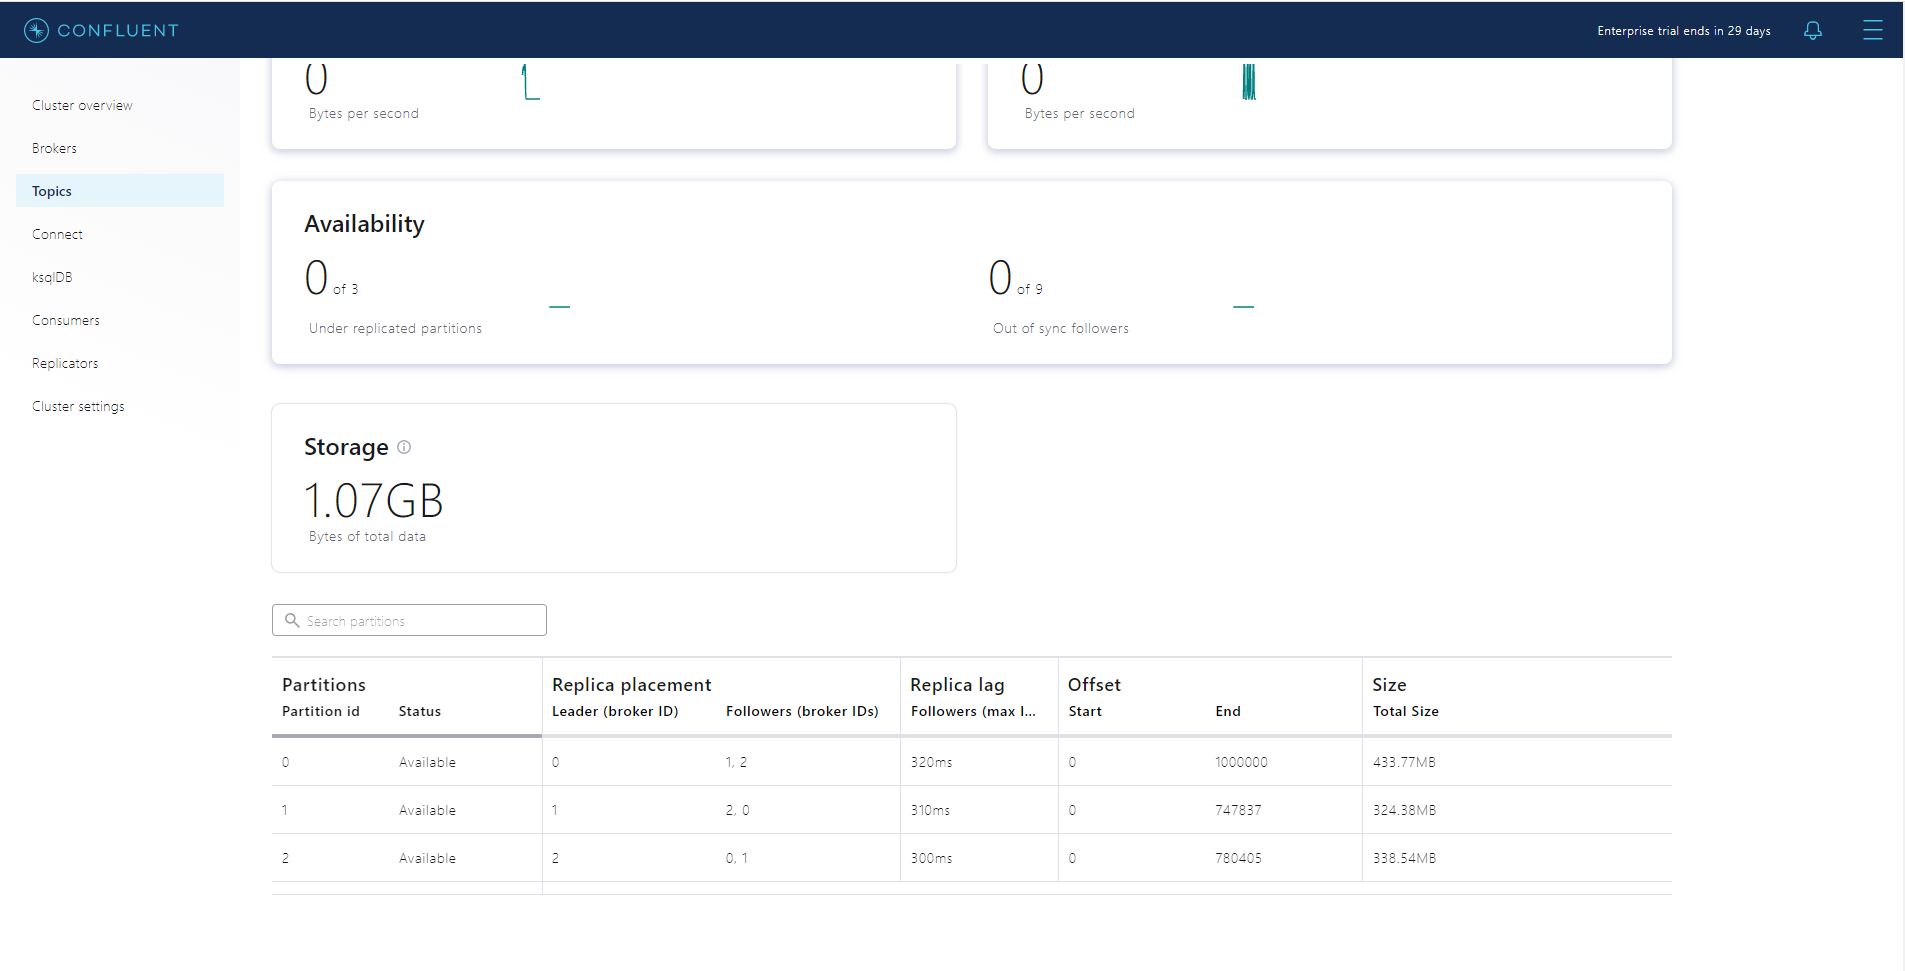 CONFLUENT
Enterprise trial ends in 29 days
Cluster overview
Brokers
Topics
Connect
ksqlDB
Consumers
Replicators
Cluster settings
0
Bytes per second
0
Bytes per second
Availability
0 of 3
Under replicated partitions
0 of 9
Out of sync followers
Storage
1.07GB
Bytes of total data
Search partitions
Partitions Replica placement Replica lag Offset Size
Partition id Status Leader (broker ID) Followers (broker IDs) Followers (max l... Start End Total Size
0 Available 0 1, 2 320ms 0 1000000 433.77MB
1 Available 1 2, 0 310ms 0 747837 324.38MB
2 Available 2 0, 1 300ms 0 780405 338.54MB